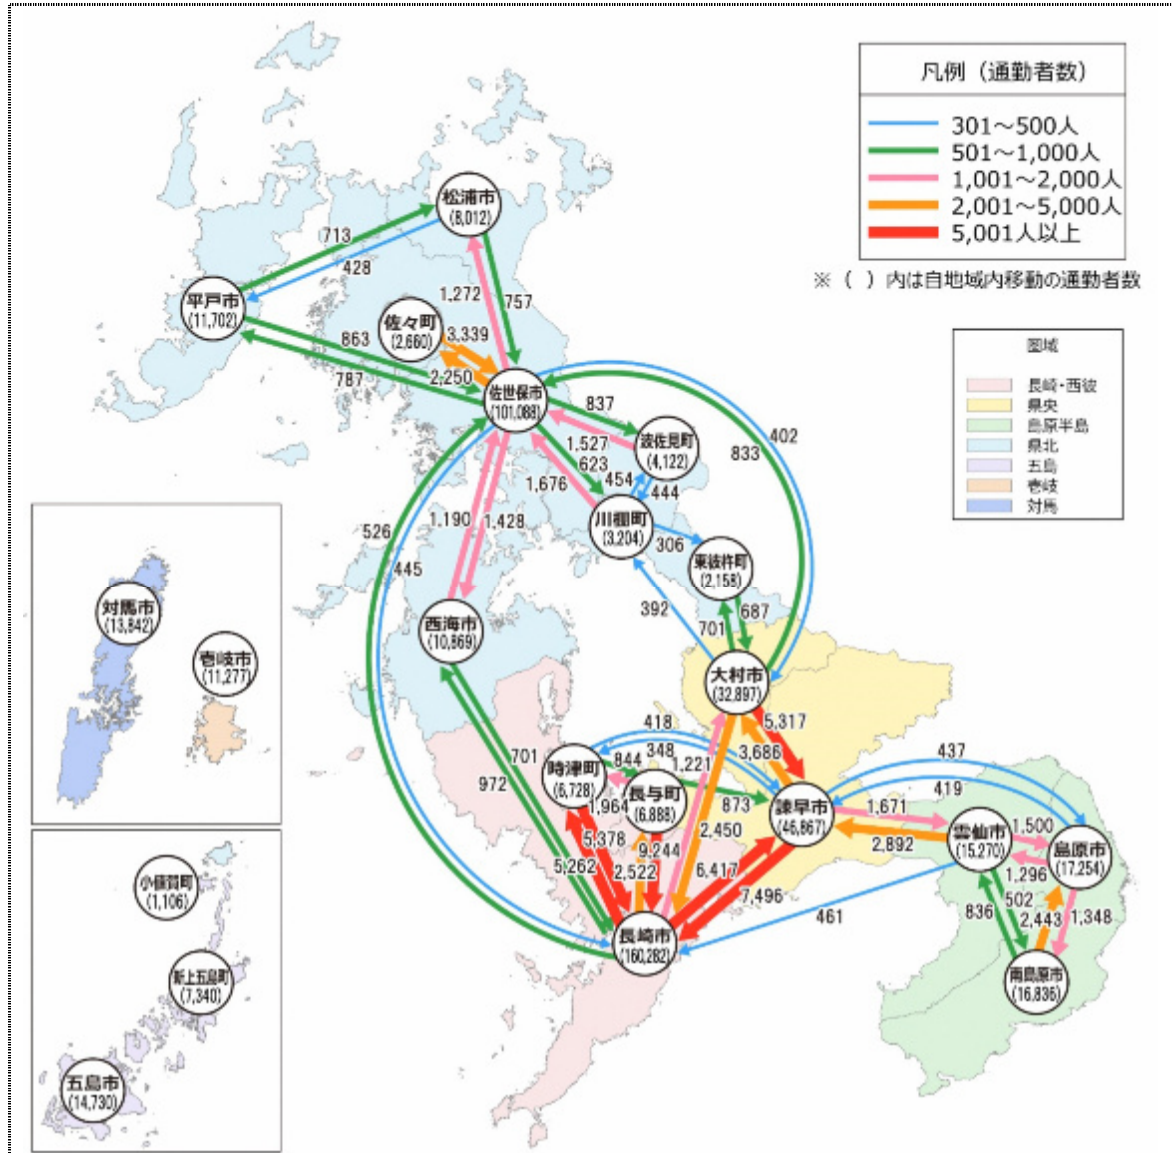 凡例（通勤者数）
301～500人
501～1,000人
1,001～2,000人
2,001～5,000人
5,001人以上
※（ ）内は自地域内移動の通勤者数
圏域
長崎・西彼
県央
島原半島
県北
五島
壱岐
対馬
松浦市
(8,012)
713
428
平戸市
(11,702)
1,272
757
佐々町
(2,660)
3,339
863
787
2,250
佐世保市
(101,088)
837
402
833
1,527
波佐見町
(4,122)
623
454
444
1,676
川棚町
(3,204)
306
東彼杵町
(2,158)
526
445
1,190
1,428
392
701
687
西海市
(10,869)
大村市
(32,897)
対馬市
(13,842)
壱岐市
(11,277)
5,317
418
348
3,686
437
419
701
972
844
1,221
時津町
(6,728)
1,964
長与町
(6,888)
873
諫早市
(46,867)
1,671
雲仙市
(15,270)
1,500
島原市
(17,254)
5,378
2,450
2,892
1,296
9,244
5,262
2,522
6,417
7,496
502
836
2,443
1,348
461
長崎市
(160,282)
南島原市
(16,836)
小値賀町
(1,106)
新上五島町
(7,340)
五島市
(14,730)